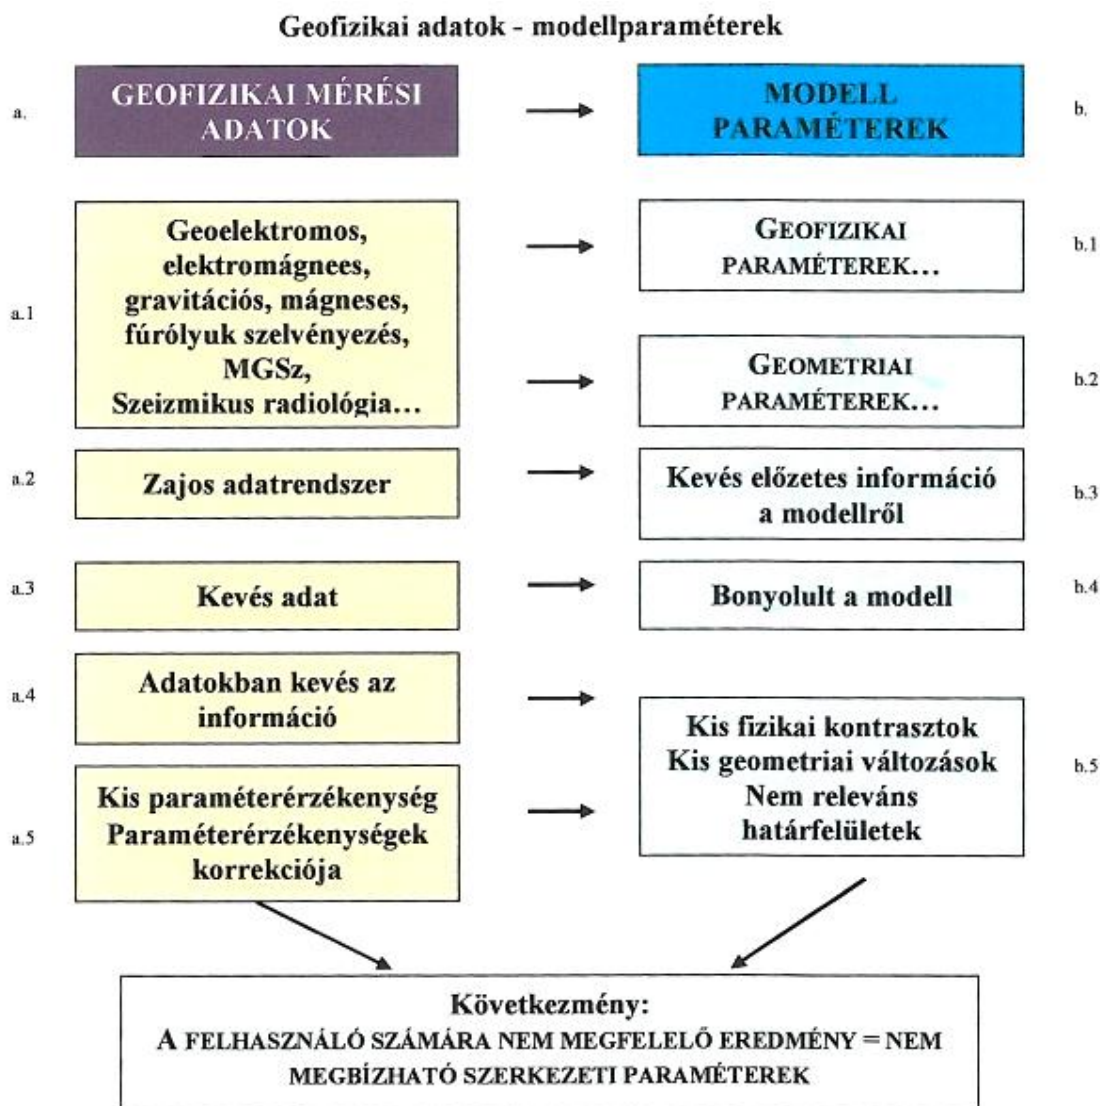 Geofizikai adatok - modellparaméterek
a.
GEOFIZIKAI MÉRÉSI
ADATOK
MODELL
PARAMÉTEREK
b.
a.1
Geoelektromos,
elektromágnees,
gravitációs, mágneses,
fúrólyuk szelvényezés,
MGSz,
Szeizmikus radiológia…
GEOFIZIKAI
PARAMÉTEREK…
b.1
GEOMETRIAI
PARAMÉTEREK…
b.2
a.2
Zajos adatrendszer
Kevés előzetes információ
a modellről
b.3
a.3
Kevés adat
Bonyolult a modell
b.4
a.4
Adatokban kevés az
információ
a.5
Kis paraméterérzékenység
Paraméterérzékenységek
korrekciója
Kis fizikai kontrasztok
Kis geometriai változások
Nem releváns
határfelületek
b.5
Következmény:
A FELHASZNÁLÓ SZÁMÁRA NEM MEGFELELŐ EREDMÉNY = NEM
MEGBÍZHATÓ SZERKEZETI PARAMÉTEREK